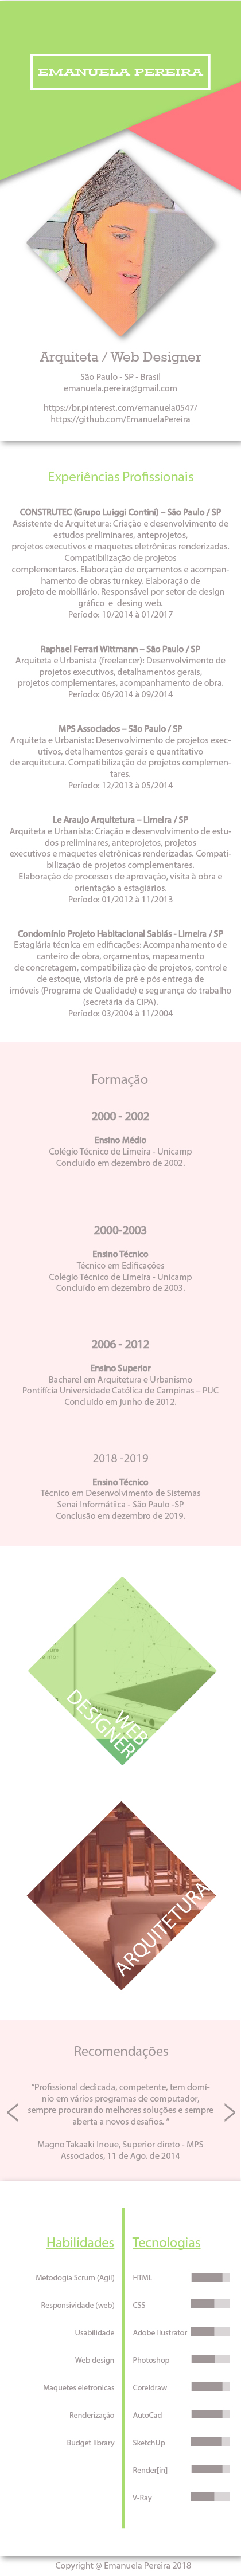 EMANUELA PEREIRA
Arquiteta / Web Designer
São Paulo - SP - Brasil
emanuela.pereira@gmail.com
https://br.pinterest.com/emanuela0547/
https://github.com/EmanuelaPereira
Experiências Profissionais
CONSTRUTEC (Grupo Luiggi Contini) – São Paulo / SP
Assistente de Arquitetura: Criação e desenvolvimento de
estudos preliminares, anteprojetos,
projetos executivos e maquetes eletrônicas renderizadas.
Compatibilização de projetos
complementares. Elaboração de orçamentos e acompan-
hamento de obras turnkey. Elaboração de
projeto de mobiliário. Responsável por setor de design
gráfico e desing web.
Período: 10/2014 à 01/2017
Raphael Ferrari Wittmann – São Paulo / SP
Arquiteta e Urbanista (freelancer): Desenvolvimento de
projetos executivos, detalhamentos gerais,
projetos complementares, acompanhamento de obra.
Período: 06/2014 à 09/2014
MPS Associados – São Paulo / SP
Arquiteta e Urbanista: Desenvolvimento de projetos exec-
utivos, detalhamentos gerais e quantitativo
de arquitetura. Compatibilização de projetos complemen-
tares.
Período: 12/2013 à 05/2014
Le Araujo Arquitetura – Limeira / SP
Arquiteta e Urbanista: Criação e desenvolvimento de estu-
dos preliminares, anteprojetos, projetos
executivos e maquetes eletrônicas renderizadas. Compati-
bilização de projetos complementares.
Elaboração de processos de aprovação, visita à obra e
orientação a estagiários.
Período: 01/2012 à 11/2013
Condomínio Projeto Habitacional Sabiás - Limeira / SP
Estagiária técnica em edificações: Acompanhamento de
canteiro de obra, orçamentos, mapeamento
de concretagem, compatibilização de projetos, controle
de estoque, vistoria de pré e pós entrega de
imóveis (Programa de Qualidade) e segurança do trabalho
(secretária da CIPA).
Período: 03/2004 à 11/2004
Formação
2000 - 2002
Ensino Médio
Colégio Técnico de Limeira - Unicamp
Concluído em dezembro de 2002.
2000-2003
Ensino Técnico
Técnico em Edificações
Colégio Técnico de Limeira - Unicamp
Concluído em dezembro de 2003.
2006 - 2012
Ensino Superior
Bacharel em Arquitetura e Urbanismo
Pontifícia Universidade Católica de Campinas – PUC
Concluído em junho de 2012.
2018 -2019
Ensino Técnico
Técnico em Desenvolvimento de Sistemas
Senai Informátiica - São Paulo -SP
Conclusão em dezembro de 2019.
WEB
DESIGNER
ARQUITETURA
Recomendações
"Profissional dedicada, competente, tem domí-
nio em vários programas de computador,
sempre procurando melhores soluções e sempre
aberta a novos desafios. "
Magno Takaaki Inoue, Superior direto - MPS
Associados, 11 de Ago. de 2014
Habilidades
Metodogia Scrum (Agil)
Responsividade (web)
Usabilidade
Web design
Maquetes eletronicas
Renderização
Budget library
Tecnologias
HTML
CSS
Adobe Ilustrator
Photoshop
Coreldraw
AutoCad
SketchUp
Render[in]
V-Ray
Copyright @ Emanuela Pereira 2018